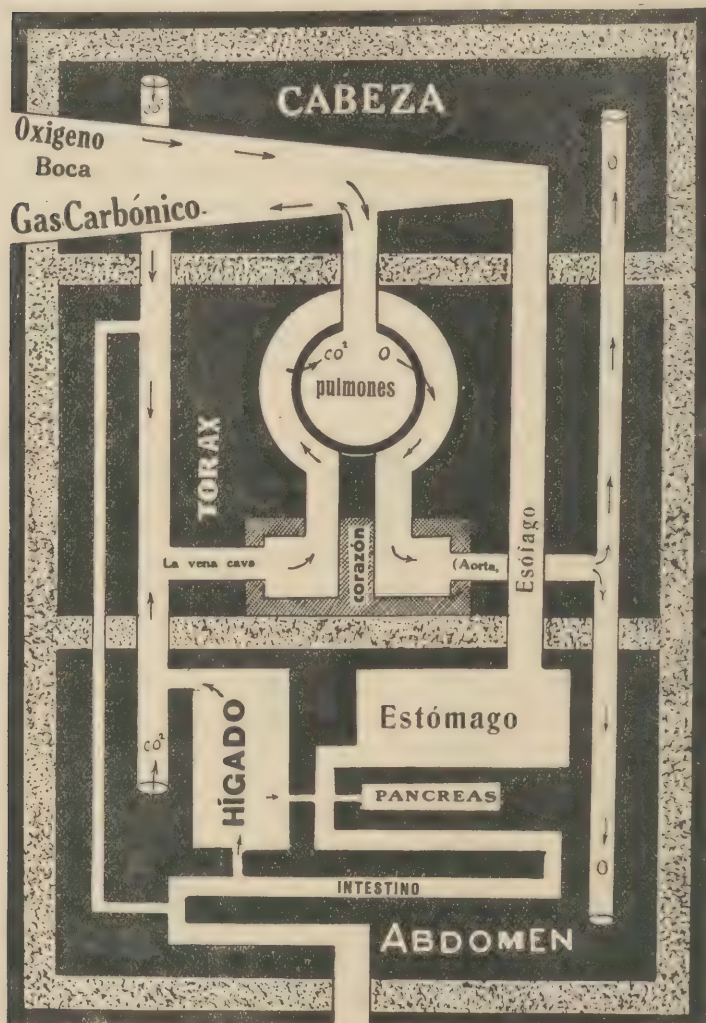 CABEZA
Oxigeno
Boca
Gas Carbónico.
O
CO²
O
pulmones
TORAX
La vena cava
corazón
(Aorta,
Esófago
HÍGADO
Estómago
CO²
PANCREAS
INTESTINO
O
ABDOMEN